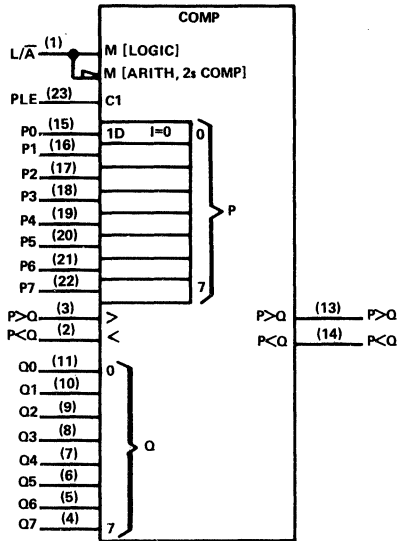 COMP
L/A̅ (1) M [LOGIC]
M [ARITH, 2s COMP]
PLE (23) C1
P0 (15) 1D I=0 0
P1 (16)
P2 (17)
P3 (18)
P4 (19)
P5 (20)
P6 (21)
P7 (22) 7
P
P>Q (3) >
P<Q (2) <
P>Q (13) P>Q
P<Q (14) P<Q
Q0 (11) 0
Q1 (10)
Q2 (9)
Q3 (8)
Q4 (7)
Q5 (6)
Q6 (5)
Q7 (4) 7
Q